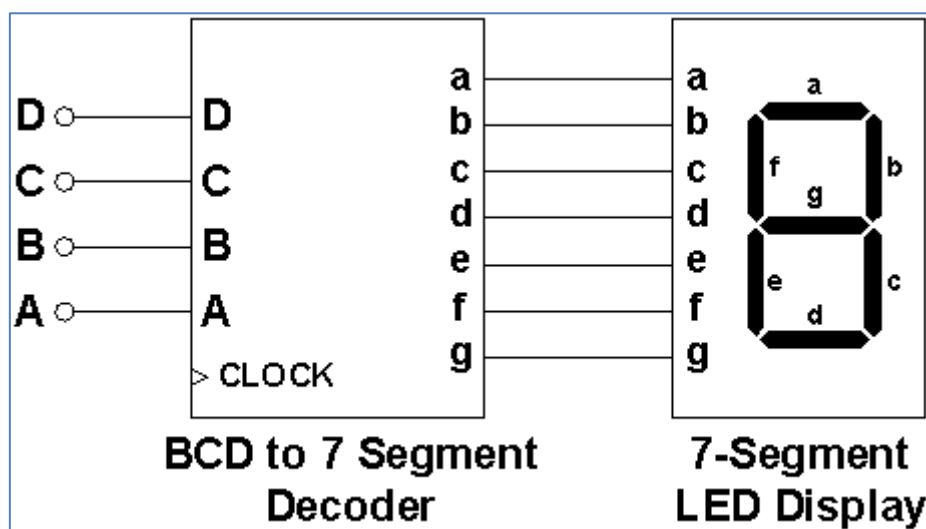 D D a a a
C C b b f b
B B c c g
A A d d e c
e e d
f f
g g
CLOCK
BCD to 7 Segment Decoder
7-Segment LED Display